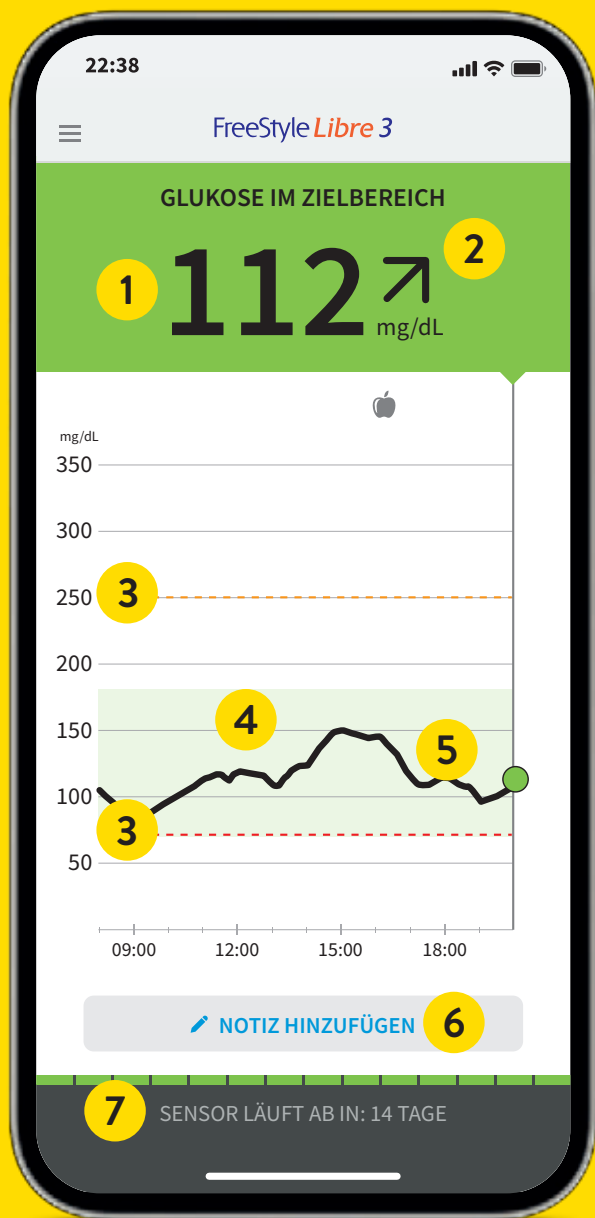 22:38
FreeStyle Libre 3
GLUKOSE IM ZIELBEREICH
1
112
2
mg/dL
mg/dL
350
300
250
3
200
4
150
5
100
3
50
09:00 12:00 15:00 18:00
NOTIZ HINZUFÜGEN
6
7
SENSOR LÄUFT AB IN: 14 TAGE